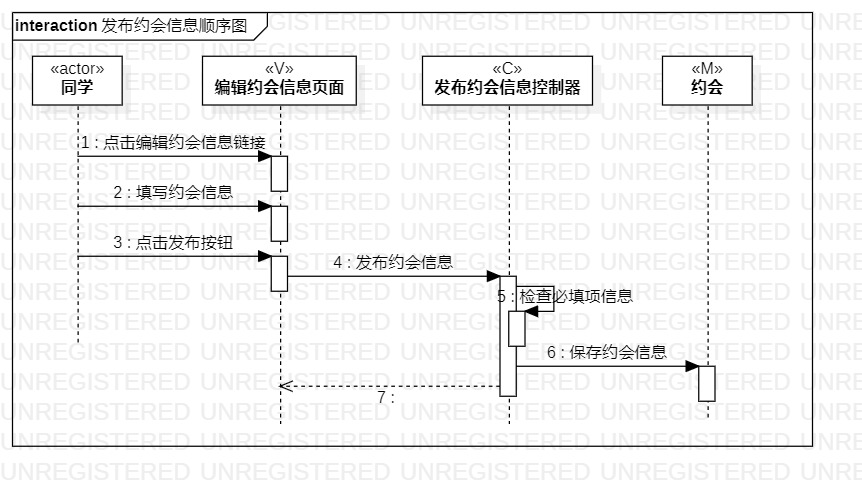 interaction 发布约会信息顺序图
«actor»
同学
«V»
编辑约会信息页面
«C»
发布约会信息控制器
«M»
约会
1 : 点击编辑约会信息链接
2 : 填写约会信息
3 : 点击发布按钮
4 : 发布约会信息
5 : 检查必填项信息
6 : 保存约会信息
7 :
UNREGISTERED